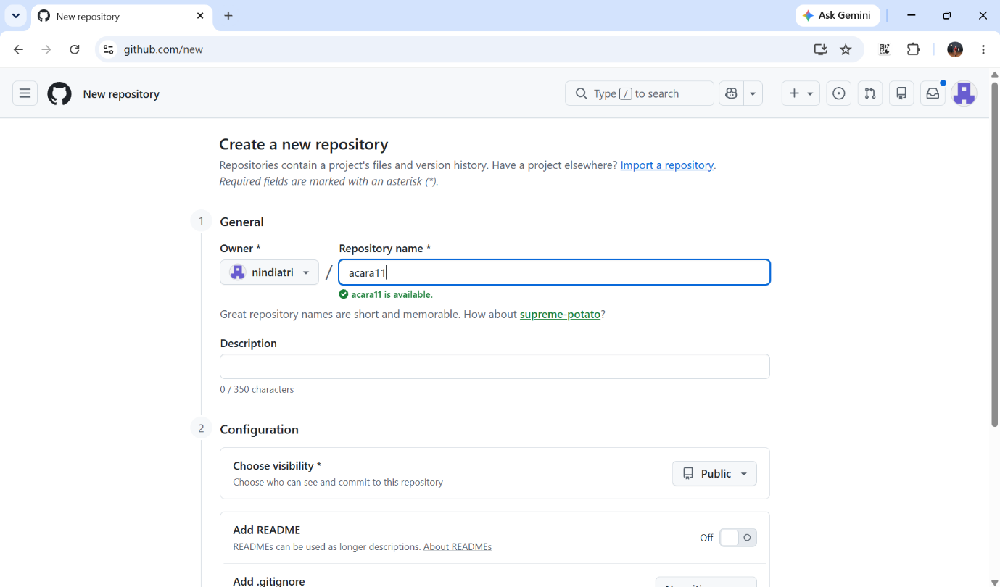 New repository
Ask Gemini
github.com/new
New repository
Type / to search
Create a new repository
Repositories contain a project's files and version history. Have a project elsewhere? Import a repository.
Required fields are marked with an asterisk (*).
1 General
Owner * Repository name *
nindiatri / acara11
acara11 is available.
Great repository names are short and memorable. How about supreme-potato?
Description
0 / 350 characters
2 Configuration
Choose visibility *
Choose who can see and commit to this repository
Public
Add README
READMEs can be used as longer descriptions. About READMEs
Off
Add .gitignore